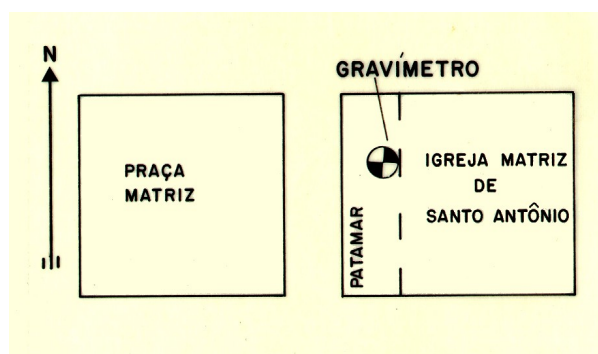 N
GRAVÍMETRO
PRAÇA
MATRIZ
IGREJA MATRIZ
DE
SANTO ANTÔNIO
PATAMAR